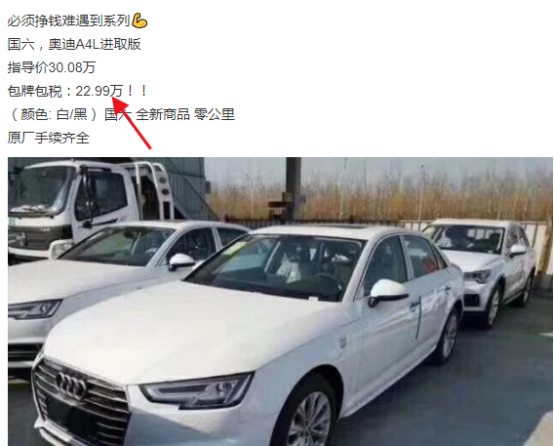 必须挣钱难遇到系列💪
国六，奥迪A4L进取版
指导价30.08万
包牌包税：22.99万！！
（颜色: 白/黑） 国六 全新商品 零公里
原厂手续齐全